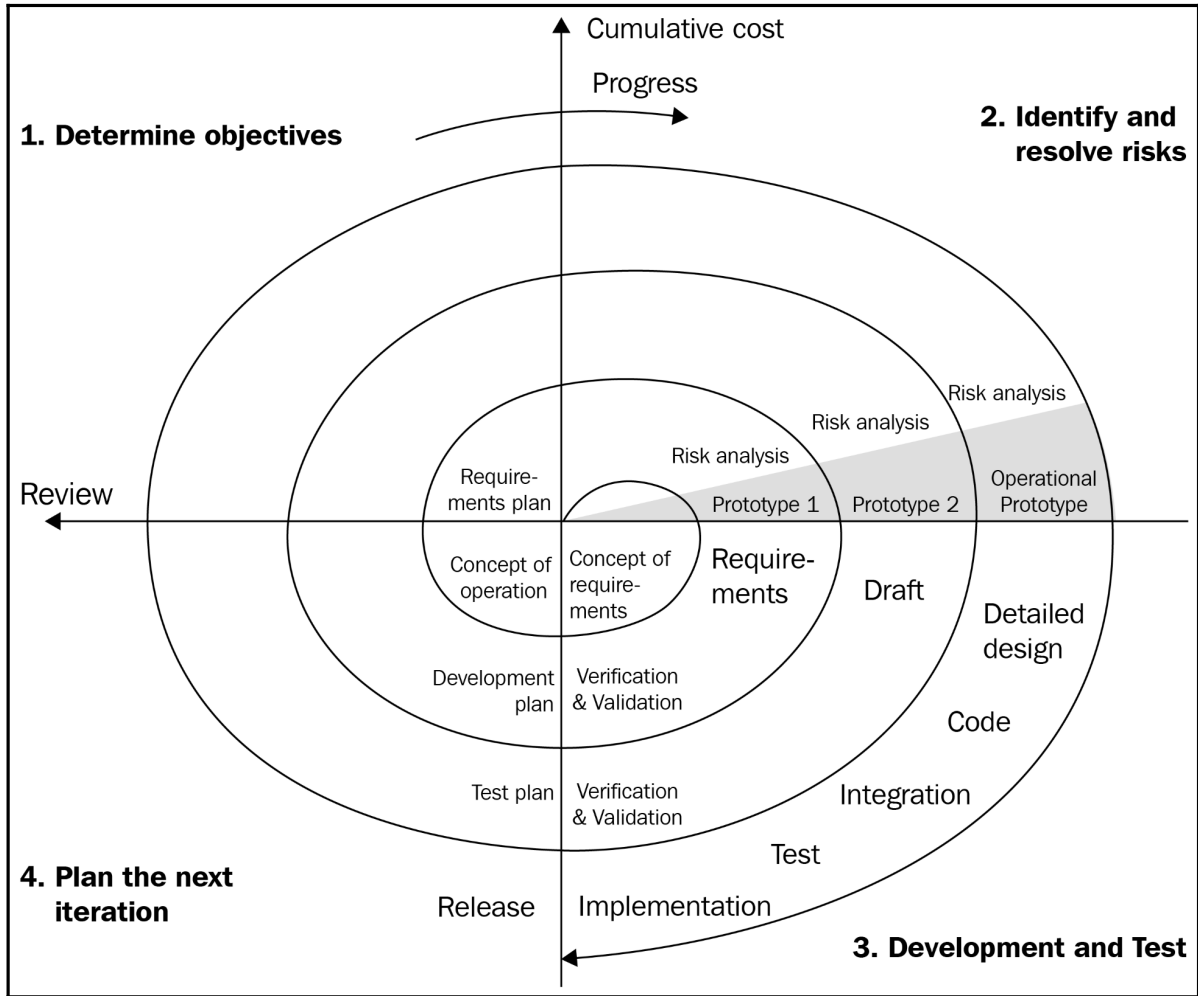 Cumulative cost
Progress
1. Determine objectives
2. Identify and
resolve risks
Risk analysis
Risk analysis
Risk analysis
Require-
ments plan
Operational
Prototype
Prototype 1
Prototype 2
Review
Concept of
operation
Concept of
require-
ments
Require-
ments
Draft
Detailed
design
Development
plan
Verification
& Validation
Code
Test plan
Verification
& Validation
Integration
Test
4. Plan the next
iteration
Release
Implementation
3. Development and Test